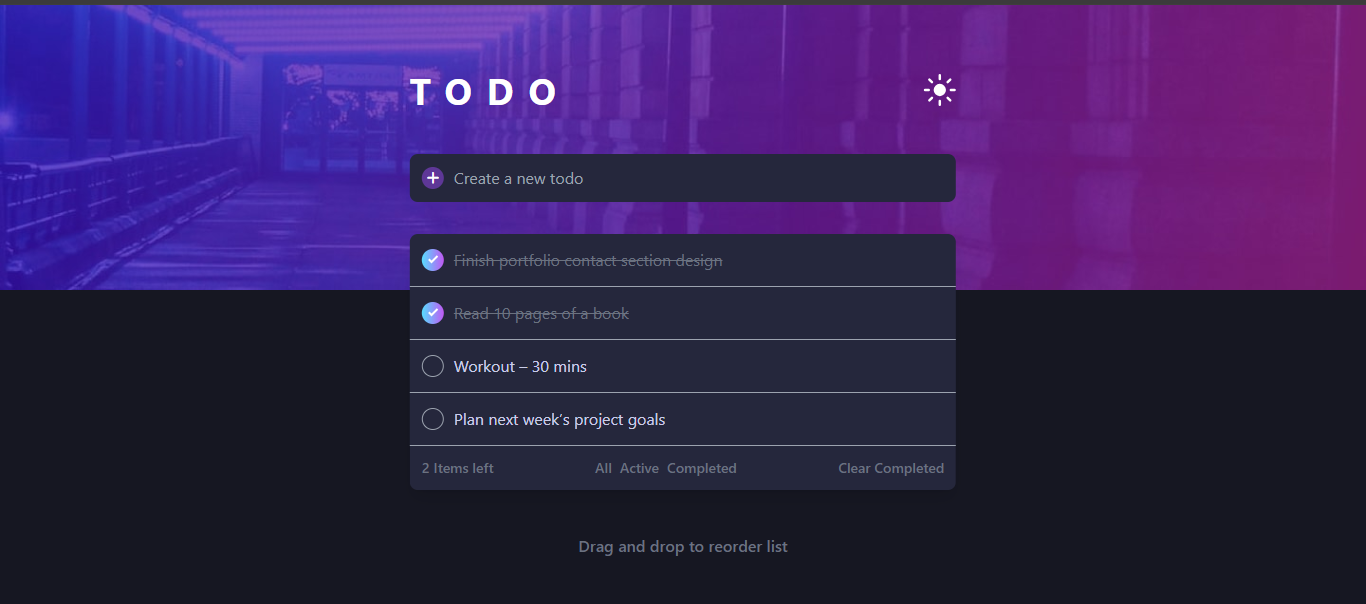 TODO
Create a new todo
Finish portfolio contact section design
Read 10 pages of a book
Workout – 30 mins
Plan next week’s project goals
2 Items left All Active Completed Clear Completed
Drag and drop to reorder list